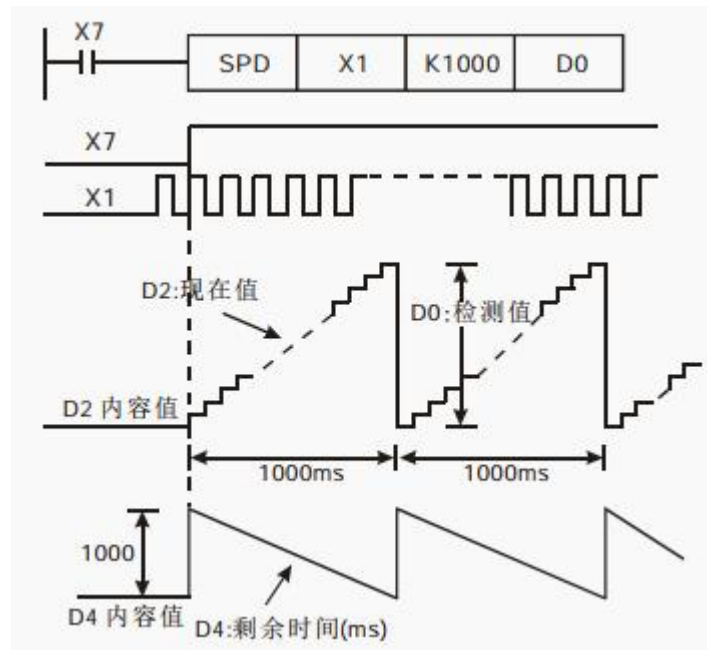 X7
SPD X1 K1000 D0
X7
X1
D2:现在值
D0:检测值
D2 内容值
1000ms 1000ms
1000
D4 内容值
D4:剩余时间(ms)